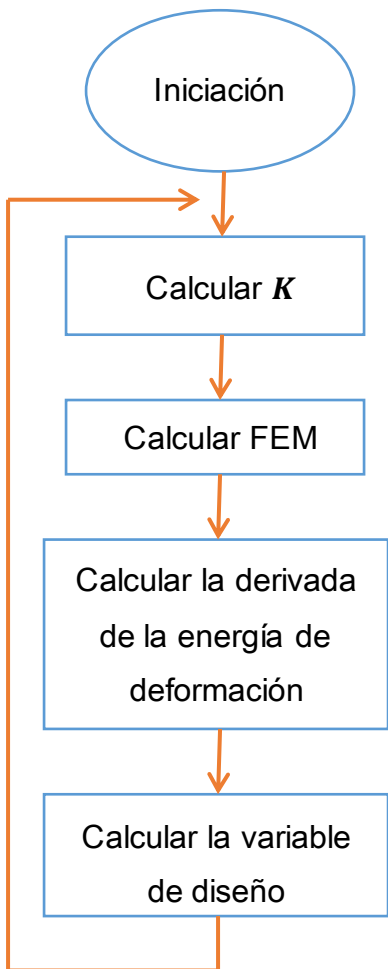 Iniciación
Calcular K
Calcular FEM
Calcular la derivada
de la energía de
deformación
Calcular la variable
de diseño